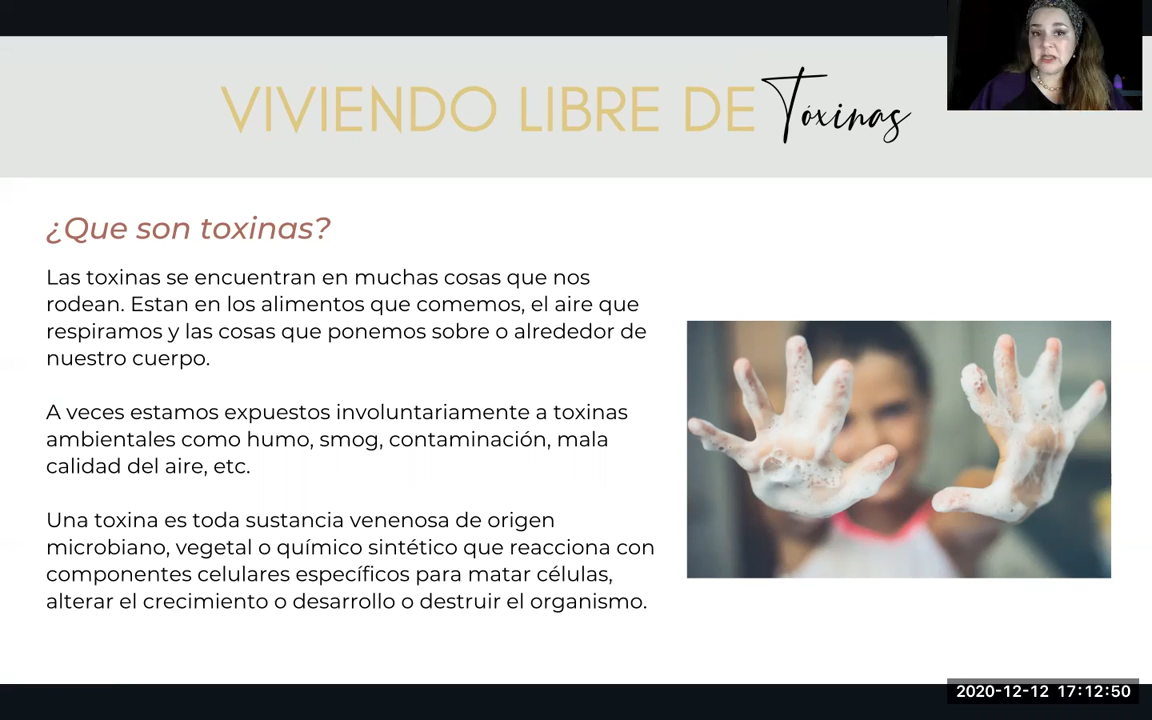 VIVIENDO LIBRE DE Tóxinas
¿Que son toxinas?
Las toxinas se encuentran en muchas cosas que nos
rodean. Estan en los alimentos que comemos, el aire que
respiramos y las cosas que ponemos sobre o alrededor de
nuestro cuerpo.
A veces estamos expuestos involuntariamente a toxinas
ambientales como humo, smog, contaminación, mala
calidad del aire, etc.
Una toxina es toda sustancia venenosa de origen
microbiano, vegetal o químico sintético que reacciona con
componentes celulares específicos para matar células,
alterar el crecimiento o desarrollo o destruir el organismo.
2020-12-12 17:12:50